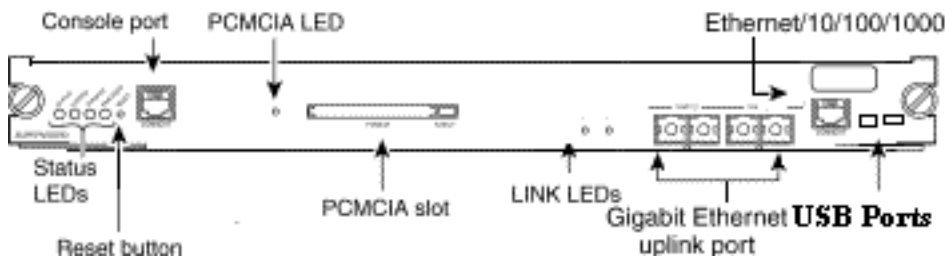 Console port
PCMCIA LED
Ethernet/10/100/1000
Status
LEDs
Reset button
PCMCIA slot
LINK LEDs
Gigabit Ethernet
uplink port
USB Ports